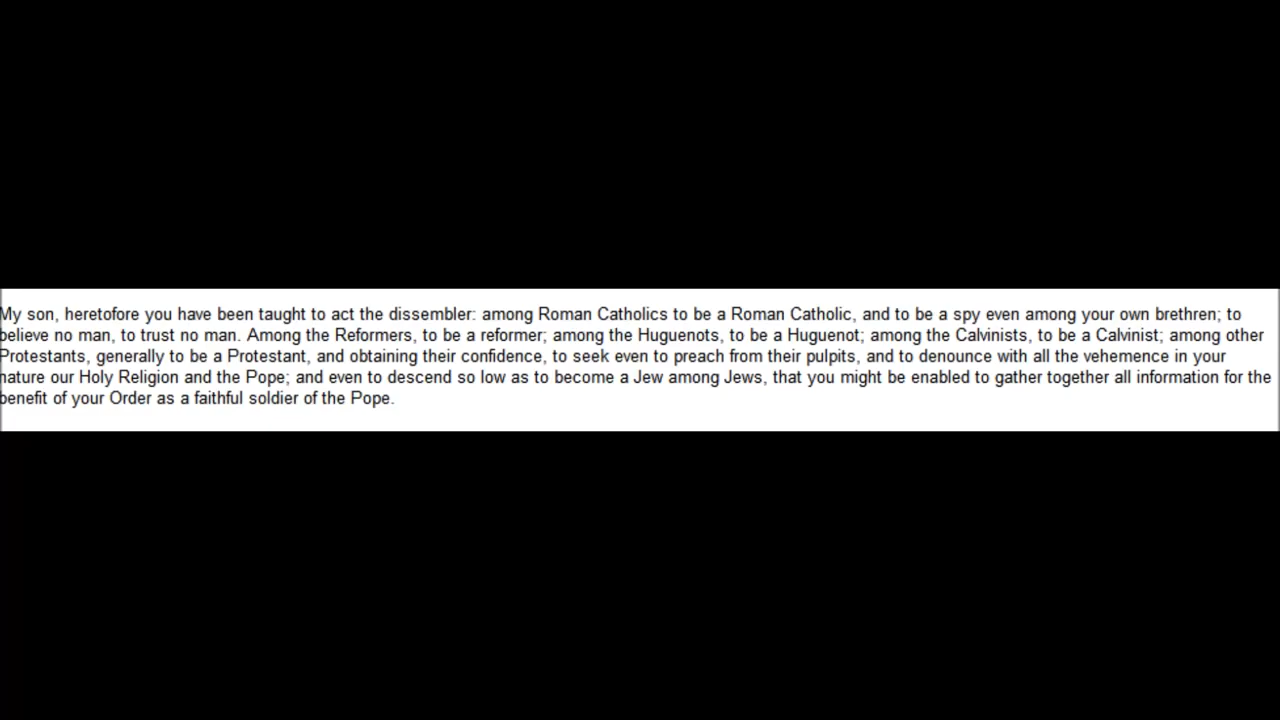 My son, heretofore you have been taught to act the dissembler: among Roman Catholics to be a Roman Catholic, and to be a spy even among your own brethren; to
believe no man, to trust no man. Among the Reformers, to be a reformer; among the Huguenots, to be a Huguenot; among the Calvinists, to be a Calvinist; among other
Protestants, generally to be a Protestant, and obtaining their confidence, to seek even to preach from their pulpits, and to denounce with all the vehemence in your
nature our Holy Religion and the Pope; and even to descend so low as to become a Jew among Jews, that you might be enabled to gather together all information for the
benefit of your Order as a faithful soldier of the Pope.